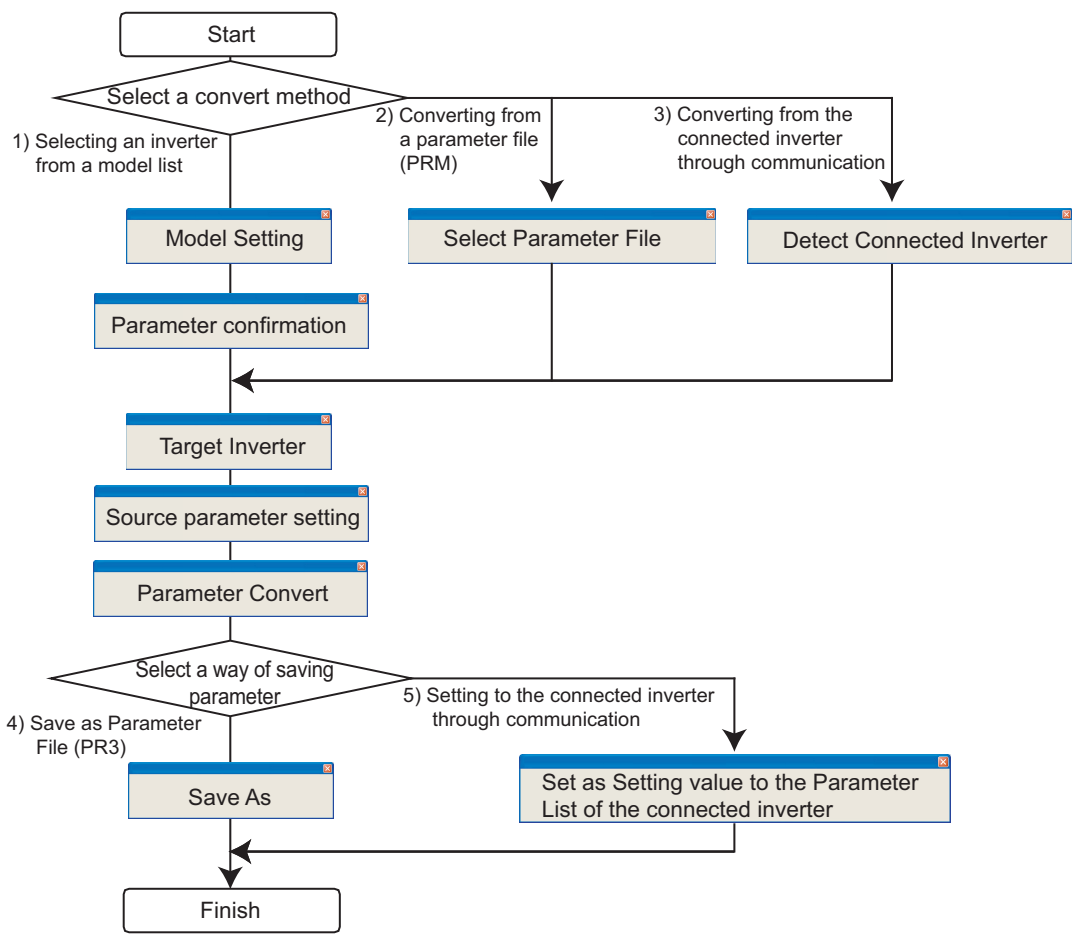 Start
Select a convert method
1) Selecting an inverter
from a model list
2) Converting from
a parameter file
(PRM)
3) Converting from the
connected inverter
through communication
Model Setting
Select Parameter File
Detect Connected Inverter
Parameter confirmation
Target Inverter
Source parameter setting
Parameter Convert
Select a way of saving
parameter
4) Save as Parameter
File (PR3)
5) Setting to the connected inverter
through communication
Save As
Set as Setting value to the Parameter
List of the connected inverter
Finish